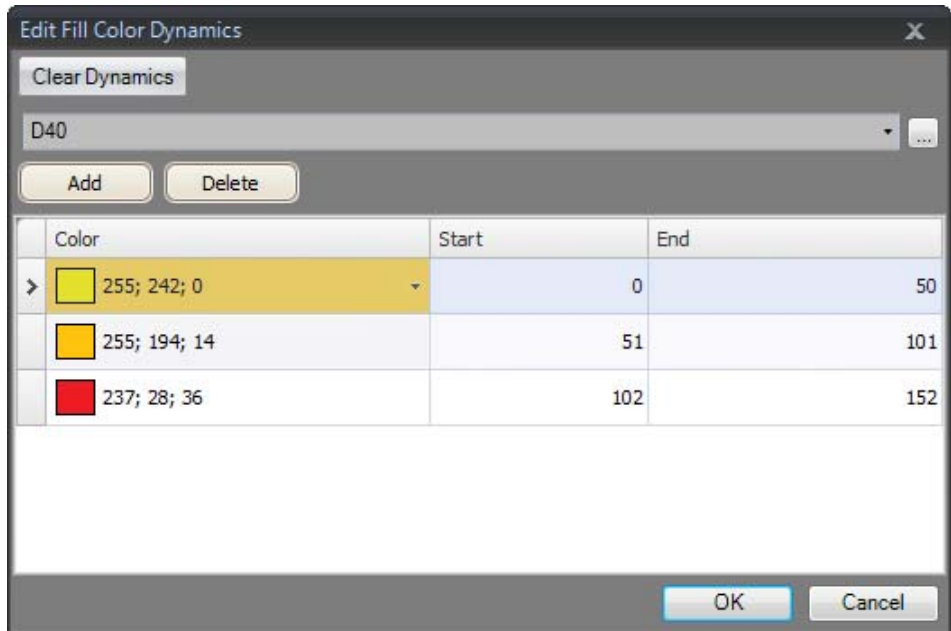 Edit Fill Color Dynamics x
Clear Dynamics
D40 ...
Add Delete
Color Start End
> 255; 242; 0 0 50
255; 194; 14 51 101
237; 28; 36 102 152
OK Cancel